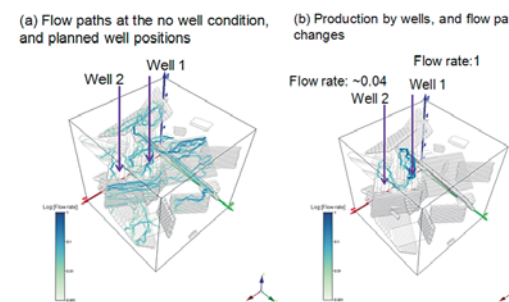 (a) Flow paths at the no well condition,
and planned well positions
Well 1
Well 2
Log[Flow rate]
(b) Production by wells, and flow pa
changes
Flow rate:1
Flow rate: ~0.04
Well 1
Well 2
Log[Flow rate]